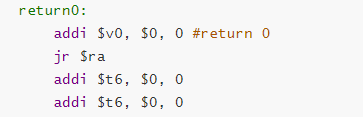 return0:
addi $v0, $0, 0 #return 0
jr $ra
addi $t6, $0, 0
addi $t6, $0, 0